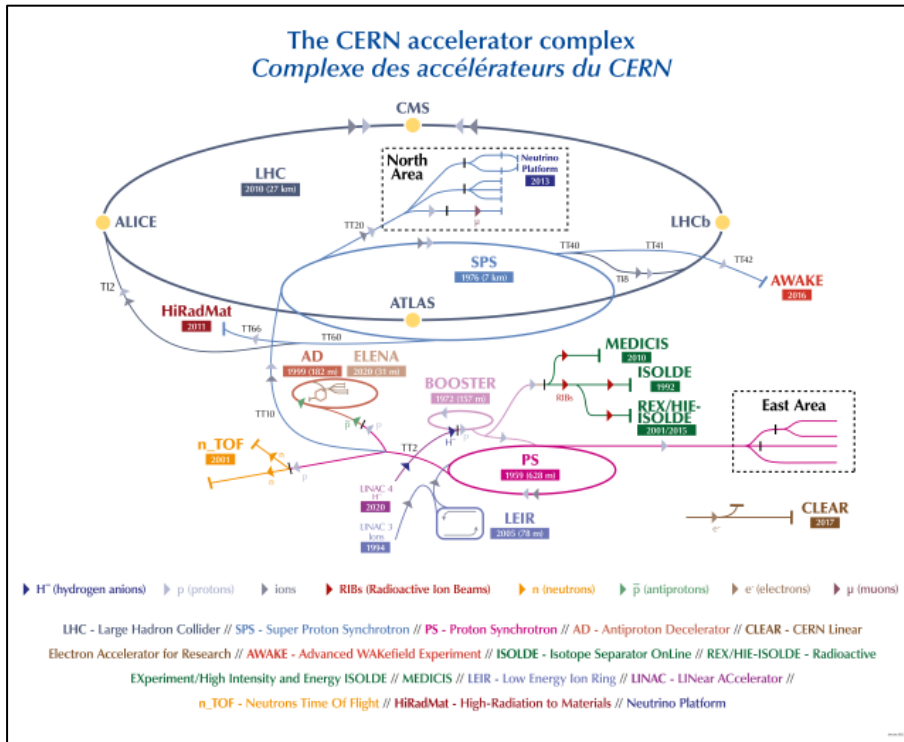 The CERN accelerator complex
Complexe des accélérateurs du CERN
CMS
North
Area
Neutrino
Platform
2013
LHC
2010 (27 km)
ALICE
LHCb
TT20
μ
TT40
TT41
TT42
SPS
1976 (7 km)
TI8
TI2
AWAKE
2016
HiRadMat
2011
ATLAS
TT66
TT60
MEDICIS
2010
AD
1999 (182 m)
ELENA
2020 (31 m)
ISOLDE
1992
BOOSTER
1972 (157 m)
RIBs
REX/HIE-
ISOLDE
2001/2015
East Area
TT10
p
p
H⁻
p
TT2
n_TOF
2001
n
n
p
PS
1959 (628 m)
LINAC 4
H⁻
2020
LEIR
2005 (78 m)
LINAC 3
Ions
1994
CLEAR
2017
e⁻
H⁻ (hydrogen anions) p (protons) ions RIBs (Radioactive Ion Beams) n (neutrons) p̅ (antiprotons) e⁻ (electrons) μ (muons)
LHC - Large Hadron Collider // SPS - Super Proton Synchrotron // PS - Proton Synchrotron // AD - Antiproton Decelerator // CLEAR - CERN Linear
Electron Accelerator for Research // AWAKE - Advanced WAKefield Experiment // ISOLDE - Isotope Separator OnLine // REX/HIE-ISOLDE - Radioactive
EXperiment/High Intensity and Energy ISOLDE // MEDICIS // LEIR - Low Energy Ion Ring // LINAC - LINear ACcelerator //
n_TOF - Neutrons Time Of Flight // HiRadMat - High-Radiation to Materials // Neutrino Platform